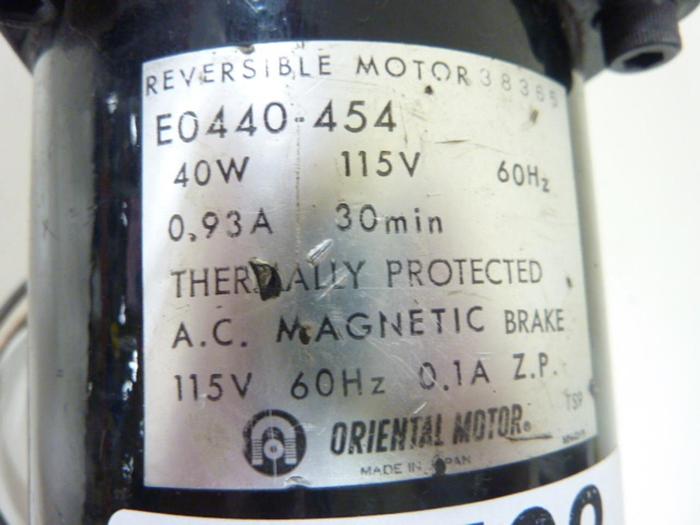 REVERSIBLE MOTOR 38365
E0440-454
40W 115V 60Hz
0.93A 30min
THERMALLY PROTECTED
A.C. MAGNETIC BRAKE
115V 60Hz 0.1A Z.P.
TSP
ORIENTAL MOTOR®
MADE IN JAPAN